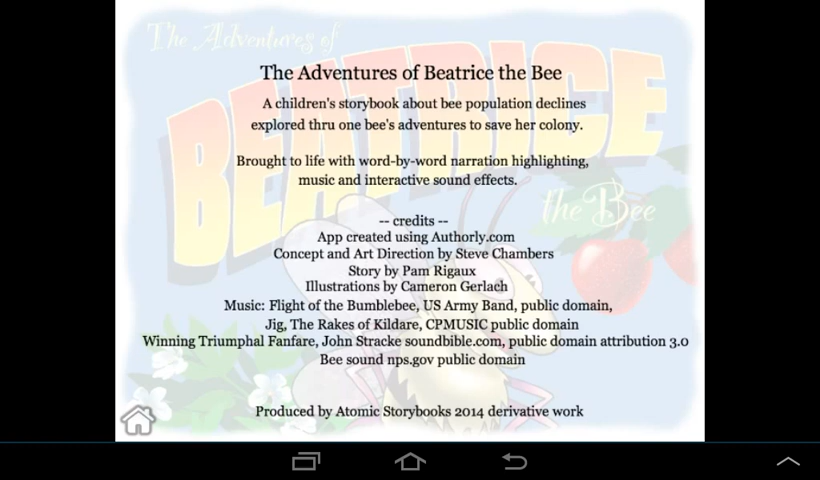 The Adventures of
BEATRICE
the Bee
The Adventures of Beatrice the Bee
A children's storybook about bee population declines
explored thru one bee's adventures to save her colony.
Brought to life with word-by-word narration highlighting,
music and interactive sound effects.
-- credits --
App created using Authorly.com
Concept and Art Direction by Steve Chambers
Story by Pam Rigaux
Illustrations by Cameron Gerlach
Music: Flight of the Bumblebee, US Army Band, public domain,
Jig, The Rakes of Kildare, CPMUSIC public domain
Winning Triumphal Fanfare, John Stracke soundbible.com, public domain attribution 3.0
Bee sound nps.gov public domain
Produced by Atomic Storybooks 2014 derivative work